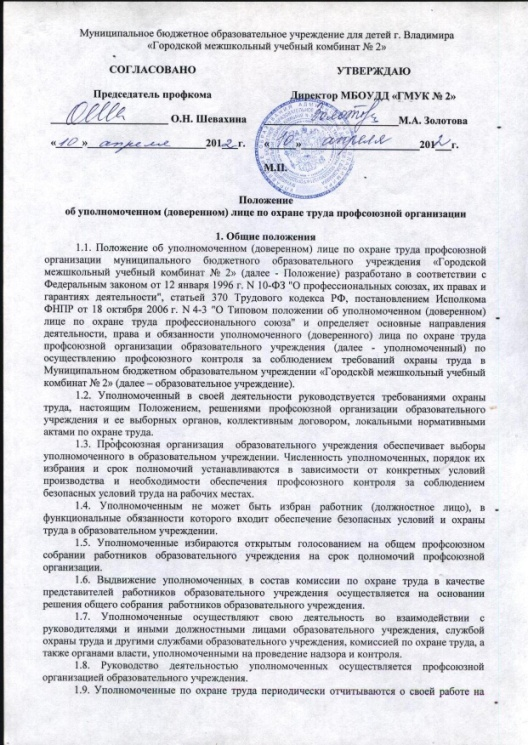 Муниципальное бюджетное образовательное учреждение для детей г. Владимира
«Городской межшкольный учебный комбинат № 2»
СОГЛАСОВАНО УТВЕРЖДАЮ
Председатель профкома Директор МБОУДД «ГМУК № 2»
О.Н. Шевахина М.А. Золотова
«10» апреля 2012 г. «10» апреля 2012 г.
М.П.
Положение
об уполномоченном (доверенном) лице по охране труда профсоюзной организации
1. Общие положения
1.1. Положение об уполномоченном (доверенном) лице по охране труда профсоюзной
организации муниципального бюджетного образовательного учреждения «Городской
межшкольный учебный комбинат № 2» (далее - Положение) разработано в соответствии с
Федеральным законом от 12 января 1996 г. N 10-ФЗ "О профессиональных союзах, их правах и
гарантиях деятельности", статьей 370 Трудового кодекса РФ, постановлением Исполкома
ФНПР от 18 октября 2006 г. N 4-3 "О Типовом положении об уполномоченном (доверенном)
лице по охране труда профессионального союза" и определяет основные направления
деятельности, права и обязанности уполномоченного (доверенного) лица по охране труда
профсоюзной организации образовательного учреждения (далее - уполномоченный) по
осуществлению профсоюзного контроля за соблюдением требований охраны труда в
Муниципальном бюджетном образовательном учреждении «Городской межшкольный учебный
комбинат № 2» (далее – образовательное учреждение).
1.2. Уполномоченный в своей деятельности руководствуется требованиями охраны
труда, настоящим Положением, решениями профсоюзной организации образовательного
учреждения и ее выборных органов, коллективным договором, локальными нормативными
актами по охране труда.
1.3. Профсоюзная организация образовательного учреждения обеспечивает выборы
уполномоченного в образовательном учреждении. Численность уполномоченных, порядок их
избрания и срок полномочий устанавливаются в зависимости от конкретных условий
производства и необходимости обеспечения профсоюзного контроля за соблюдением
безопасных условий труда на рабочих местах.
1.4. Уполномоченным не может быть избран работник (должностное лицо), в
функциональные обязанности которого входит обеспечение безопасных условий и охраны
труда в образовательном учреждении.
1.5. Уполномоченные избираются открытым голосованием на общем профсоюзном
собрании работников образовательного учреждения на срок полномочий профсоюзной
организации.
1.6. Выдвижение уполномоченных в состав комиссии по охране труда в качестве
представителей работников образовательного учреждения осуществляется на основании
решения общего собрания работников образовательного учреждения.
1.7. Уполномоченные осуществляют свою деятельность во взаимодействии с
руководителями и иными должностными лицами образовательного учреждения, службой
охраны труда и другими службами образовательного учреждения, комиссией по охране труда, а
также органами власти, уполномоченными на проведение надзора и контроля.
1.8. Руководство деятельностью уполномоченных осуществляется профсоюзной
организацией образовательного учреждения.
1.9. Уполномоченные по охране труда периодически отчитываются о своей работе на